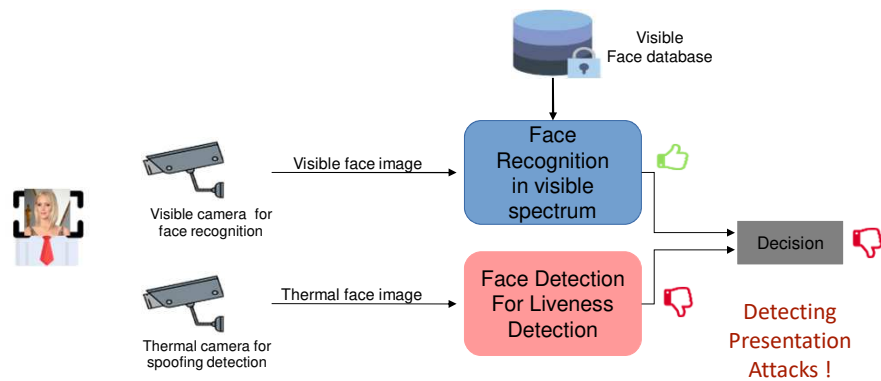 Visible
Face database
Face
Recognition
in visible
spectrum
Visible face image
Visible camera for
face recognition
Decision
Thermal face image
Face Detection
For Liveness
Detection
Thermal camera for
spoofing detection
Detecting
Presentation
Attacks !